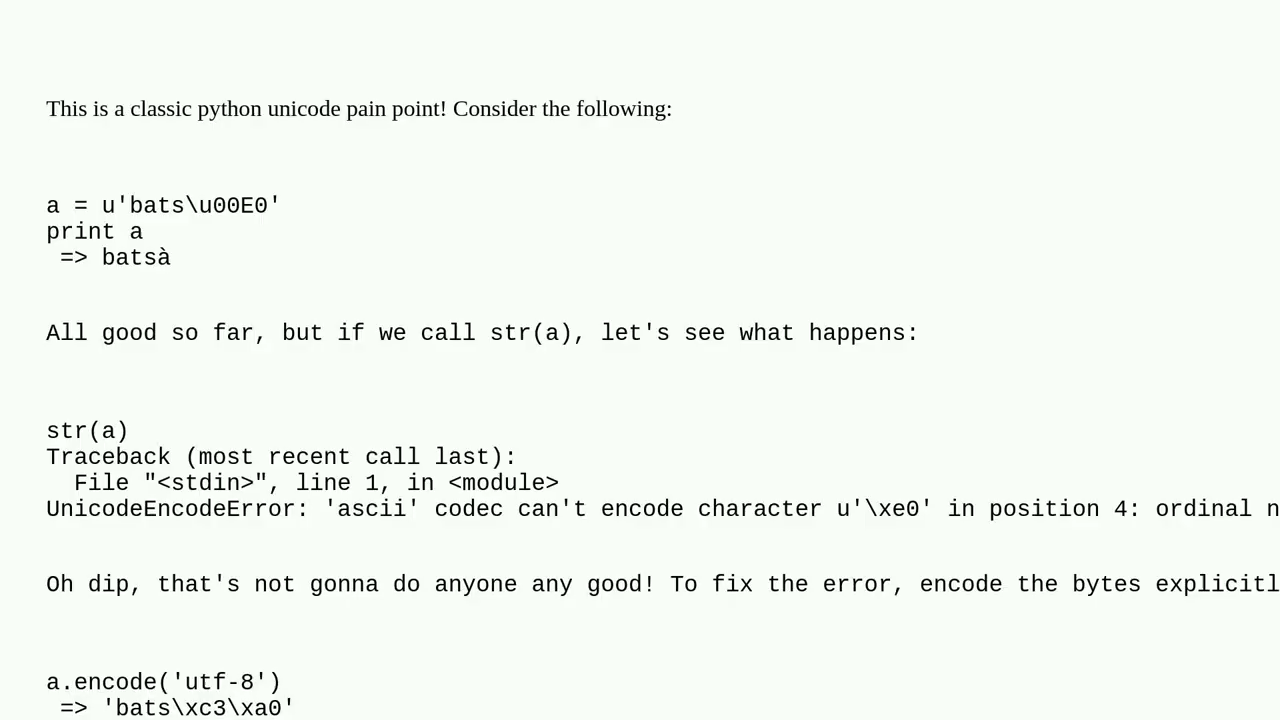 This is a classic python unicode pain point! Consider the following:
a = u'bats\u00E0'
print a
 => batsà
All good so far, but if we call str(a), let's see what happens:
str(a)
Traceback (most recent call last):
  File "<stdin>", line 1, in <module>
UnicodeEncodeError: 'ascii' codec can't encode character u'\xe0' in position 4: ordinal n
Oh dip, that's not gonna do anyone any good! To fix the error, encode the bytes explicitl
a.encode('utf-8')
 => 'bats\xc3\xa0'